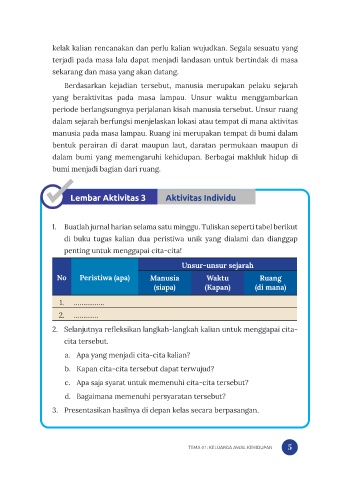 kelak kalian rencanakan dan perlu kalian wujudkan. Segala sesuatu yang
terjadi pada masa lalu dapat menjadi landasan untuk bertindak di masa
sekarang dan masa yang akan datang.
Berdasarkan kejadian tersebut, manusia merupakan pelaku sejarah
yang beraktivitas pada masa lampau. Unsur waktu menggambarkan
periode berlangsungnya perjalanan kisah manusia tersebut. Unsur ruang
dalam sejarah berfungsi menjelaskan lokasi atau tempat di mana aktivitas
manusia pada masa lampau. Ruang ini merupakan tempat di bumi dalam
bentuk perairan di darat maupun laut, daratan permukaan maupun di
dalam bumi yang memengaruhi kehidupan. Berbagai makhluk hidup di
bumi menjadi bagian dari ruang.
Lembar Aktivitas 3 Aktivitas Individu
1. Buatlah jurnal harian selama satu minggu. Tuliskan seperti tabel berikut
di buku tugas kalian dua peristiwa unik yang dialami dan dianggap
penting untuk menggapai cita-cita!
Unsur-unsur sejarah
No Peristiwa (apa) Manusia Waktu Ruang
(siapa) (Kapan) (di mana)
1. ...............
2. ............
2. Selanjutnya refleksikan langkah-langkah kalian untuk menggapai cita-
cita tersebut.
a. Apa yang menjadi cita-cita kalian?
b. Kapan cita-cita tersebut dapat terwujud?
c. Apa saja syarat untuk memenuhi cita-cita tersebut?
d. Bagaimana memenuhi persyaratan tersebut?
3. Presentasikan hasilnya di depan kelas secara berpasangan.
TEMA 01: KELUARGA AWAL KEHIDUPAN 5